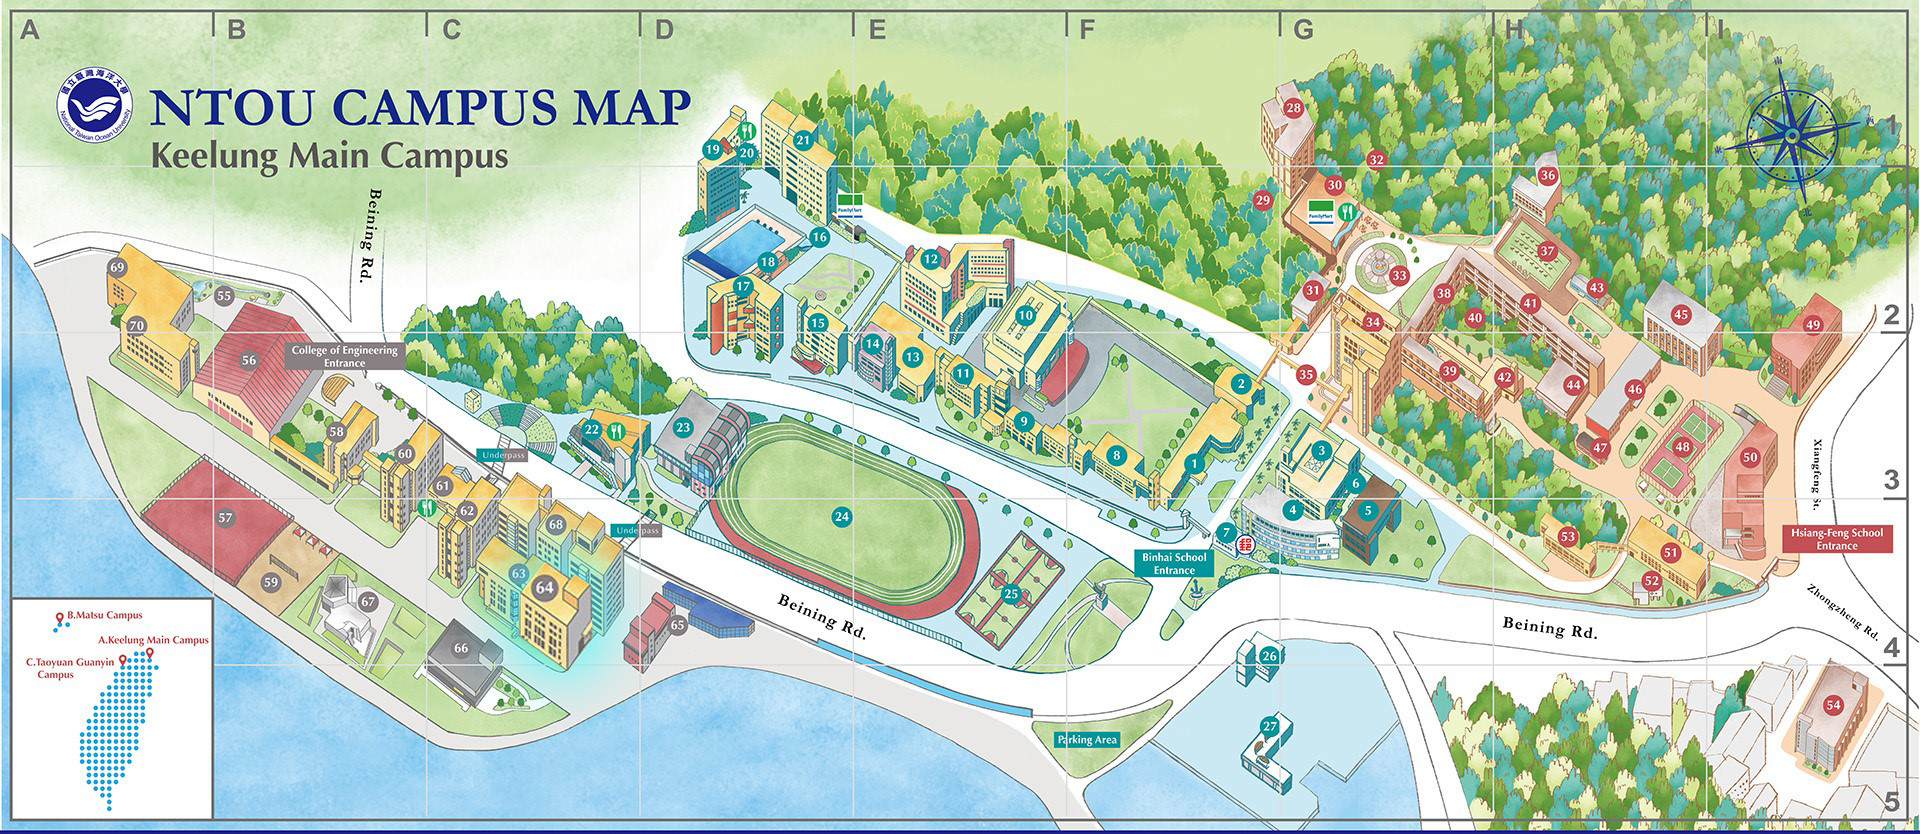 A
B
C
D
E
F
G
H
I
國立臺灣海洋大學
National Taiwan Ocean University
NTOU CAMPUS MAP
Keelung Main Campus
1
2
3
4
5
Beining Rd.
28
19
20
21
32
36
30
29
FamilyMart
FamilyMart
16
37
12
18
17
33
31
38
43
41
40
45
49
69
55
70
10
15
34
56
College of Engineering
Entrance
14
13
11
2
35
39
42
44
46
58
22
23
9
8
1
3
47
48
50
60
Underpass
61
62
6
Xiangfeng St.
57
68
Underpass
24
4
5
7
郵
53
51
Hsiang-Feng School
Entrance
Binhai School
Entrance
59
63
64
52
67
25
65
Beining Rd.
Beining Rd.
Zhongzheng Rd.
66
26
B.Matsu Campus
A.Keelung Main Campus
C.Taoyuan Guanyin
Campus
27
54
Parking Area